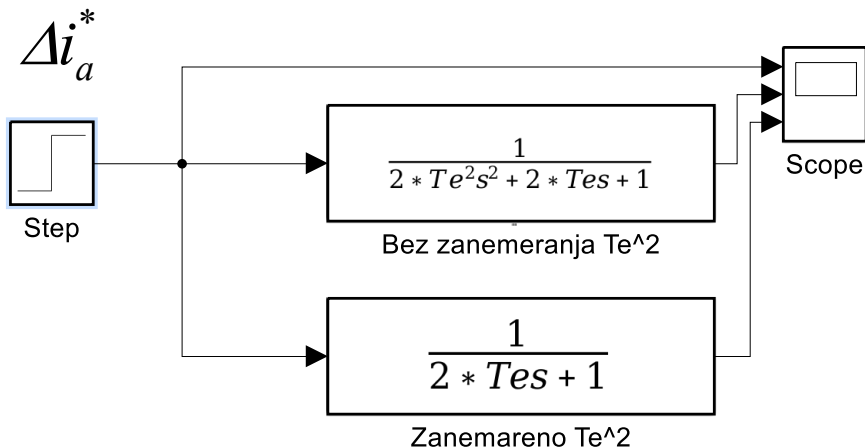 Δi*a
Step
1
2 * Te²s² + 2 * Tes + 1
Bez zanemeranja Te^2
1
2 * Tes + 1
Zanemareno Te^2
Scope